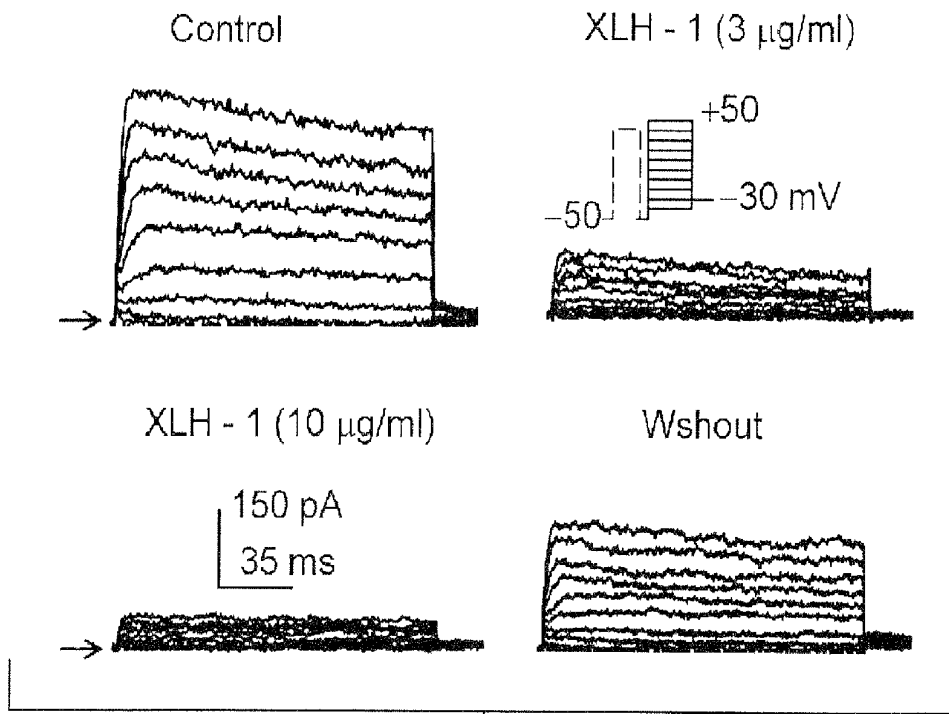 Control
XLH - 1 (3 μg/ml)
+50
-50
-30 mV
XLH - 1 (10 μg/ml)
Wshout
150 pA
35 ms